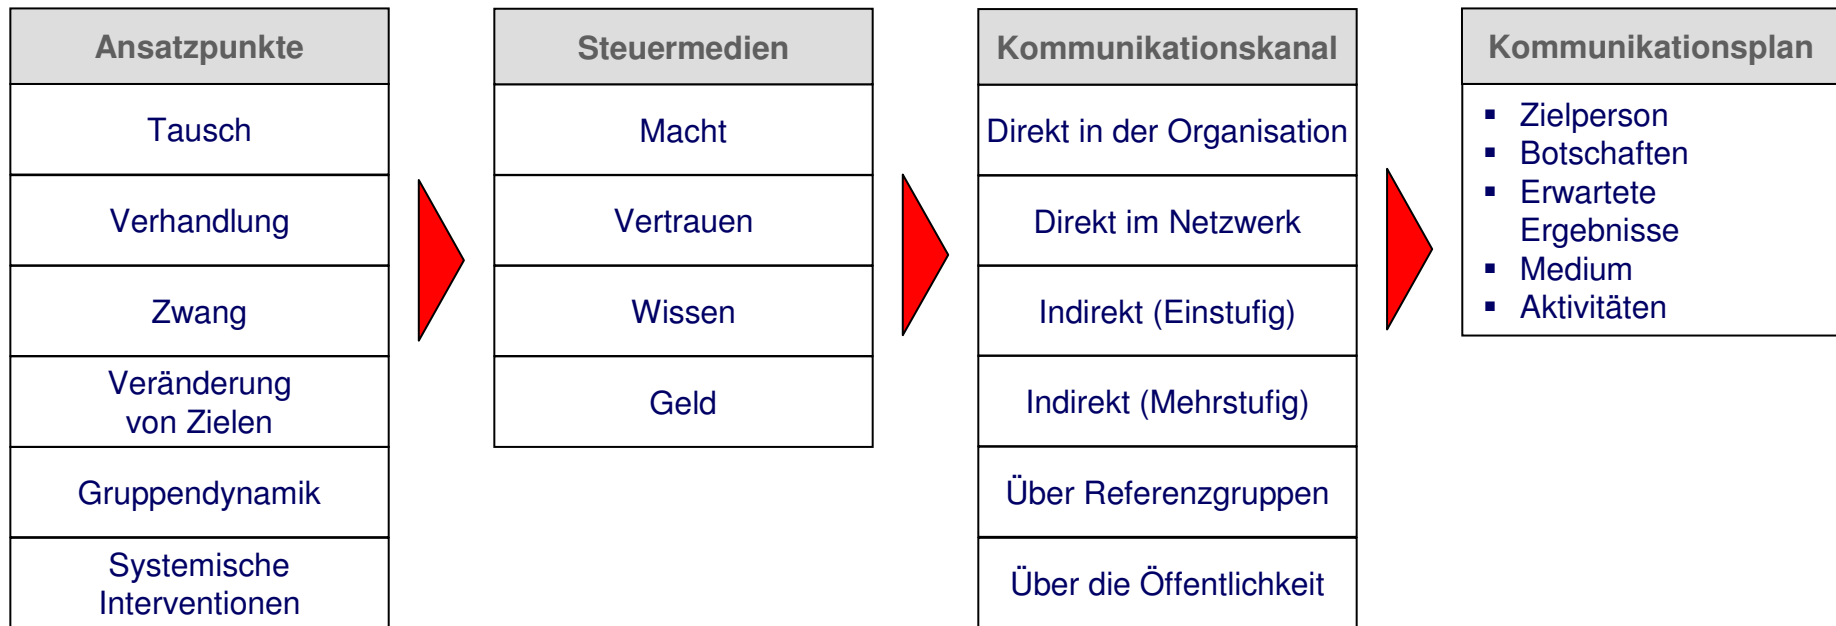 Ansatzpunkte
Tausch
Verhandlung
Zwang
Veränderung
von Zielen
Gruppendynamik
Systemische
Interventionen
Steuermedien
Macht
Vertrauen
Wissen
Geld
Kommunikationskanal
Direkt in der Organisation
Direkt im Netzwerk
Indirekt (Einstufig)
Indirekt (Mehrstufig)
Über Referenzgruppen
Über die Öffentlichkeit
Kommunikationsplan
▪ Zielperson
▪ Botschaften
▪ Erwartete
Ergebnisse
▪ Medium
▪ Aktivitäten